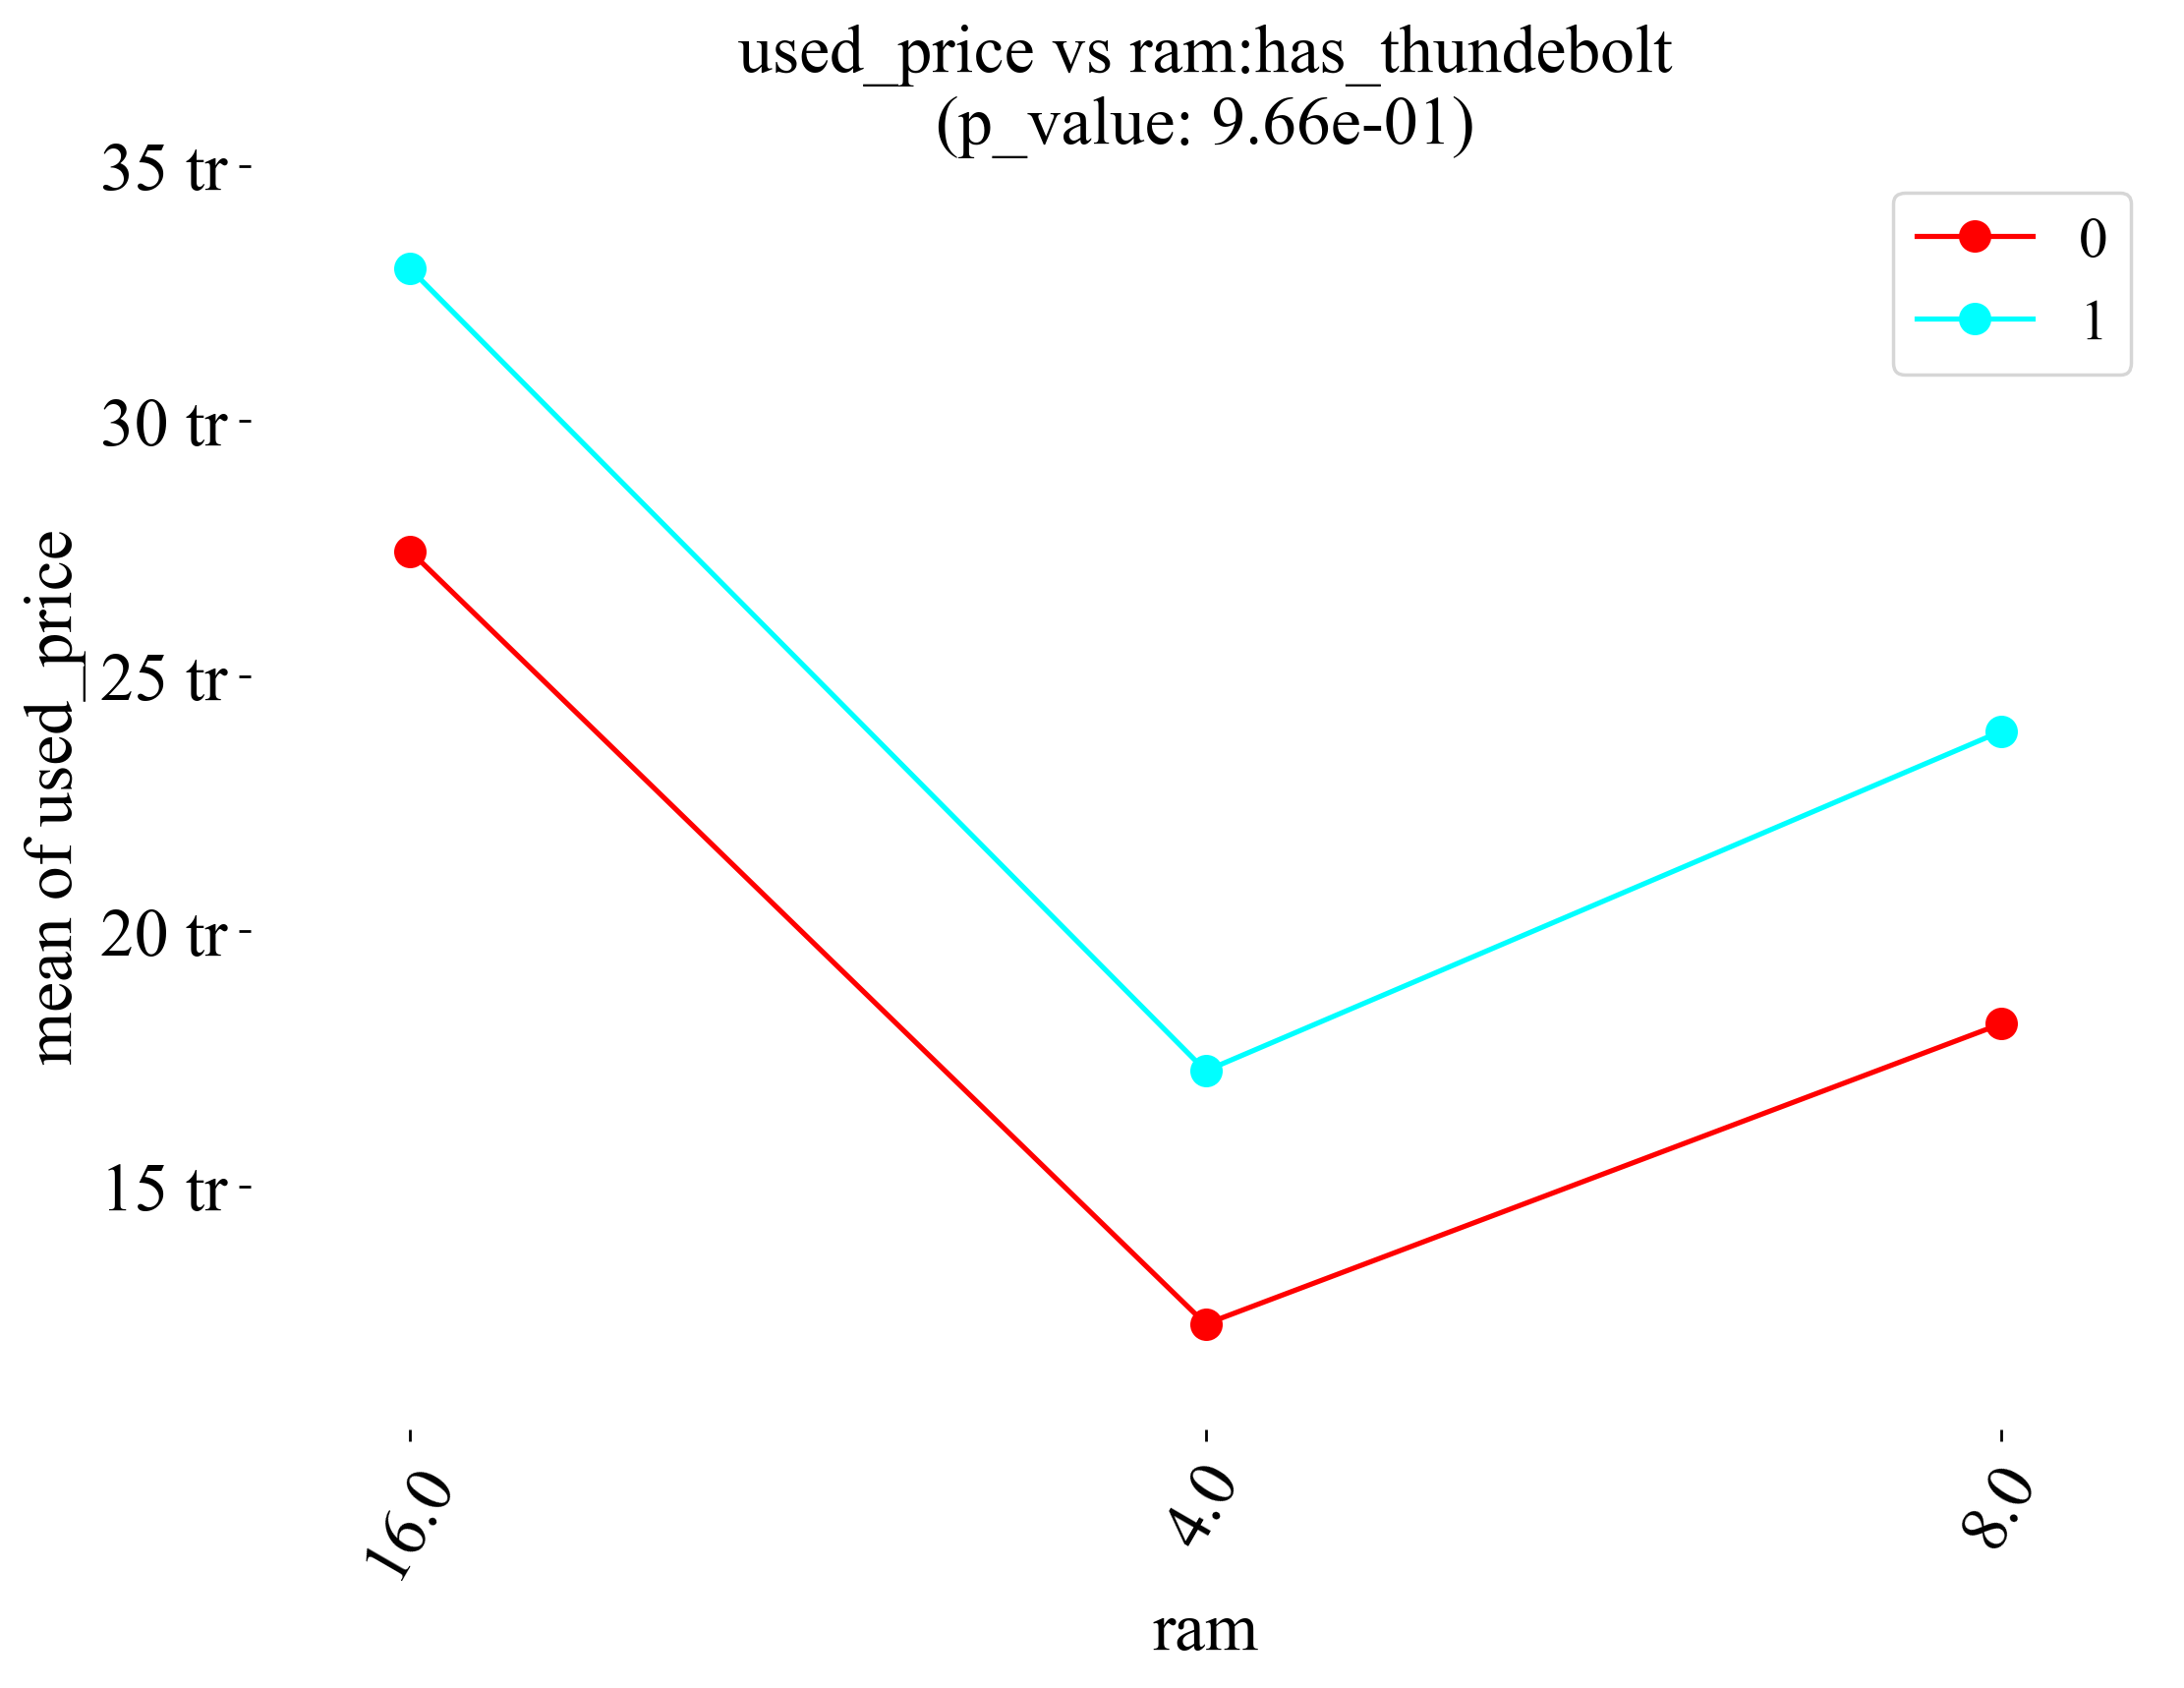 used_price vs ram:has_thundebolt
(p_value: 9.66e-01)
35 tr
30 tr
25 tr
20 tr
15 tr
mean of used_price
0
1
16.0
4.0
8.0
ram